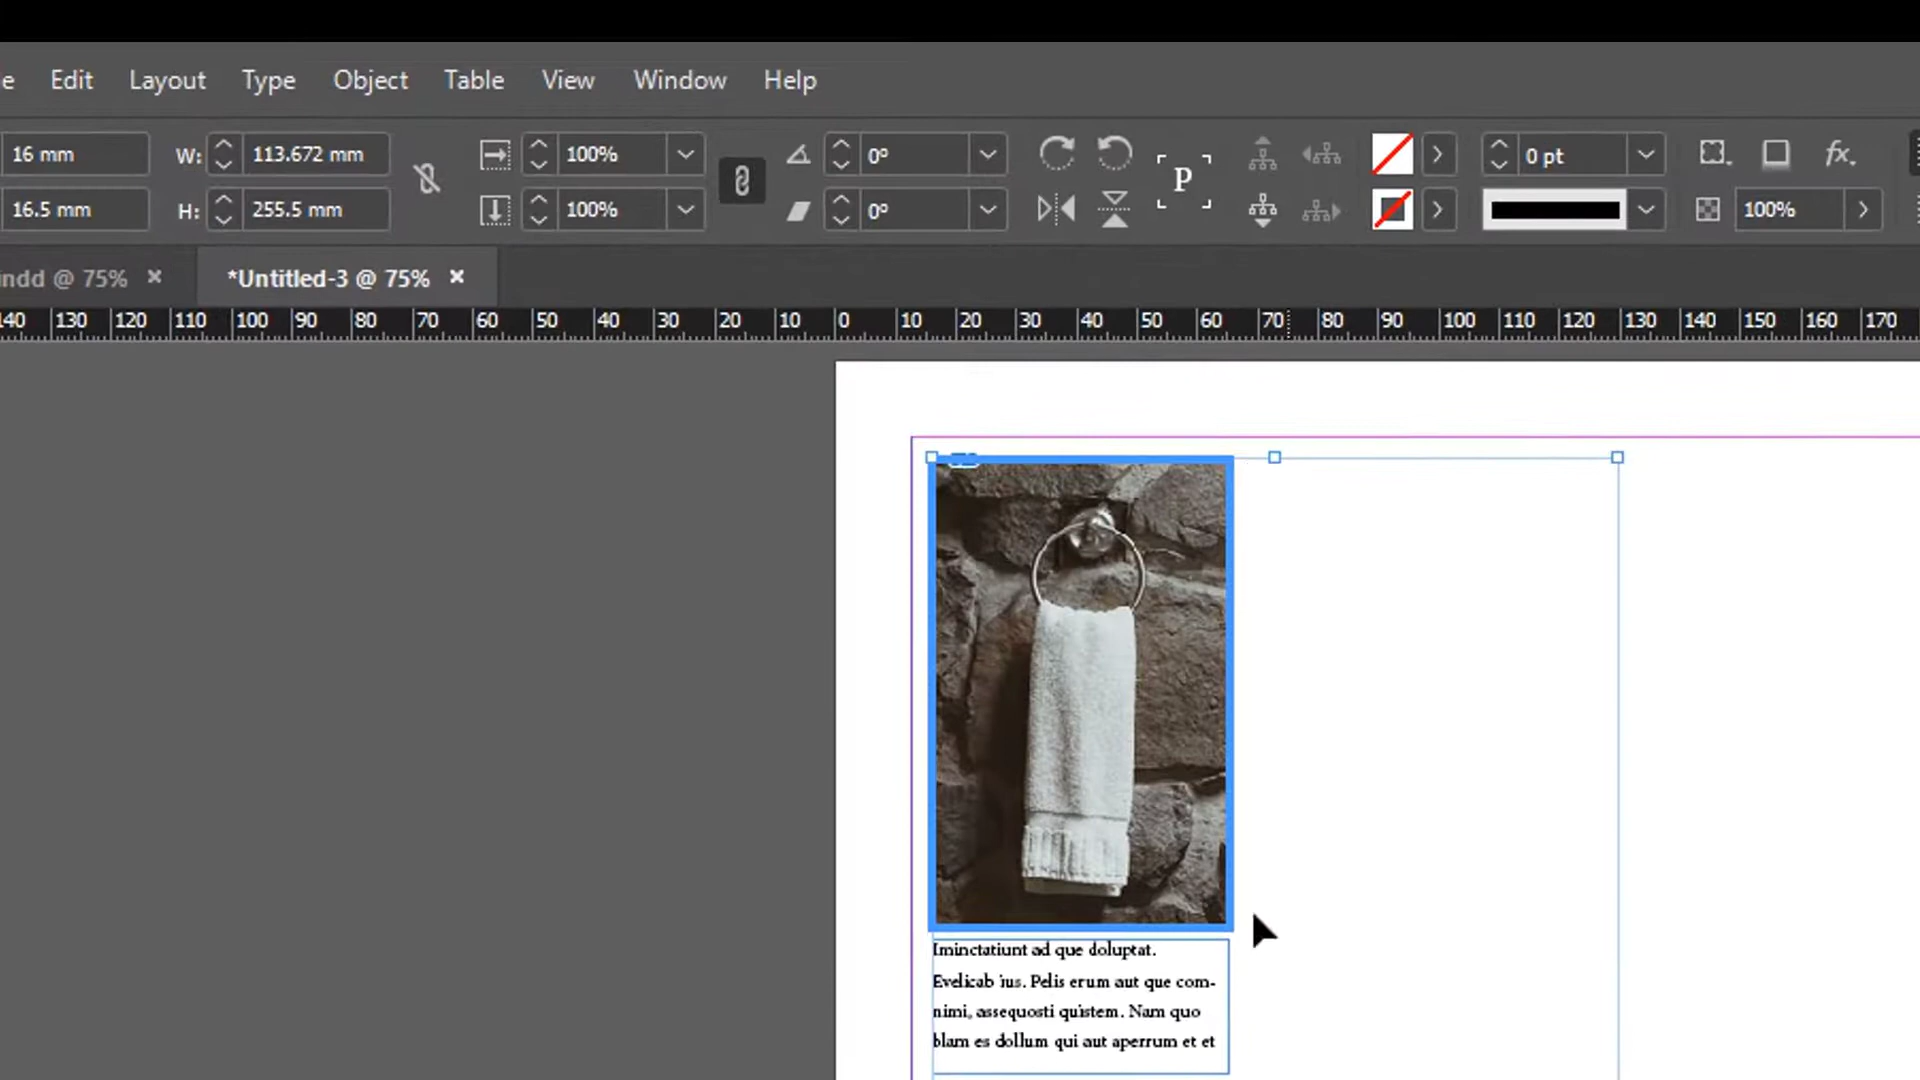 e Edit Layout Type Object Table View Window Help
16 mm W: 113.672 mm 100% 0° P 0 pt fx.
16.5 mm H: 255.5 mm 100% 0° 100%
indd @ 75% × *Untitled-3 @ 75% ×
140 130 120 110 100 90 80 70 60 50 40 30 20 10 0 10 20 30 40 50 60 70 80 90 100 110 120 130 140 150 160 170
Iminctatiunt ad que doluptat.
Evelicab ius. Pelis erum aut que com-
nimi, assequosti quistem. Nam quo
blam es dollum qui aut aperrum et et